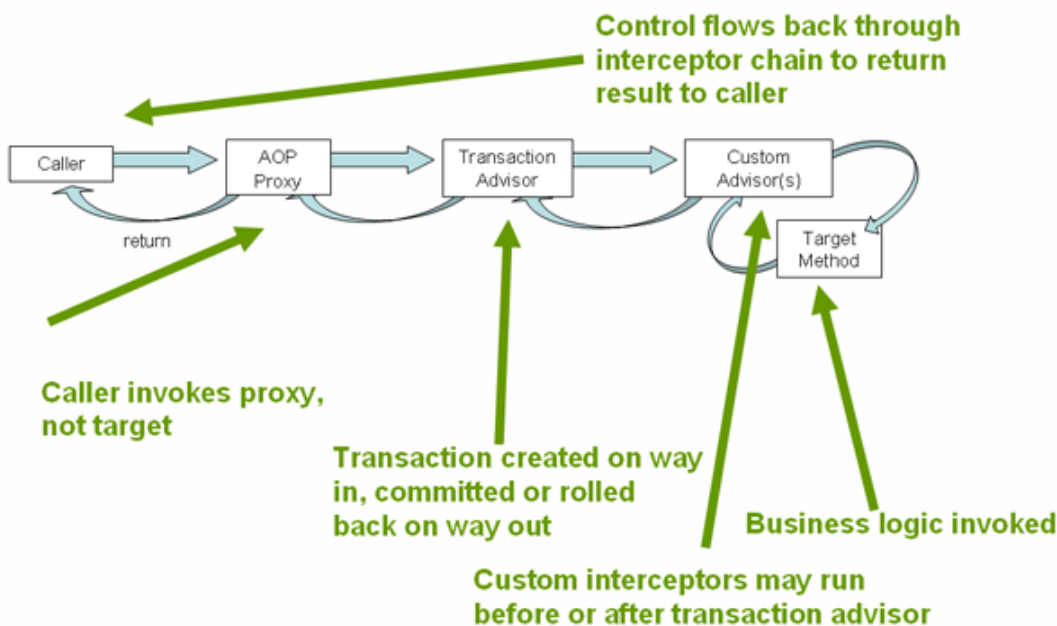 Control flows back through
interceptor chain to return
result to caller
Caller
AOP
Proxy
Transaction
Advisor
Custom
Advisor(s)
return
Target
Method
Caller invokes proxy,
not target
Transaction created on way
in, committed or rolled
back on way out
Business logic invoked
Custom interceptors may run
before or after transaction advisor